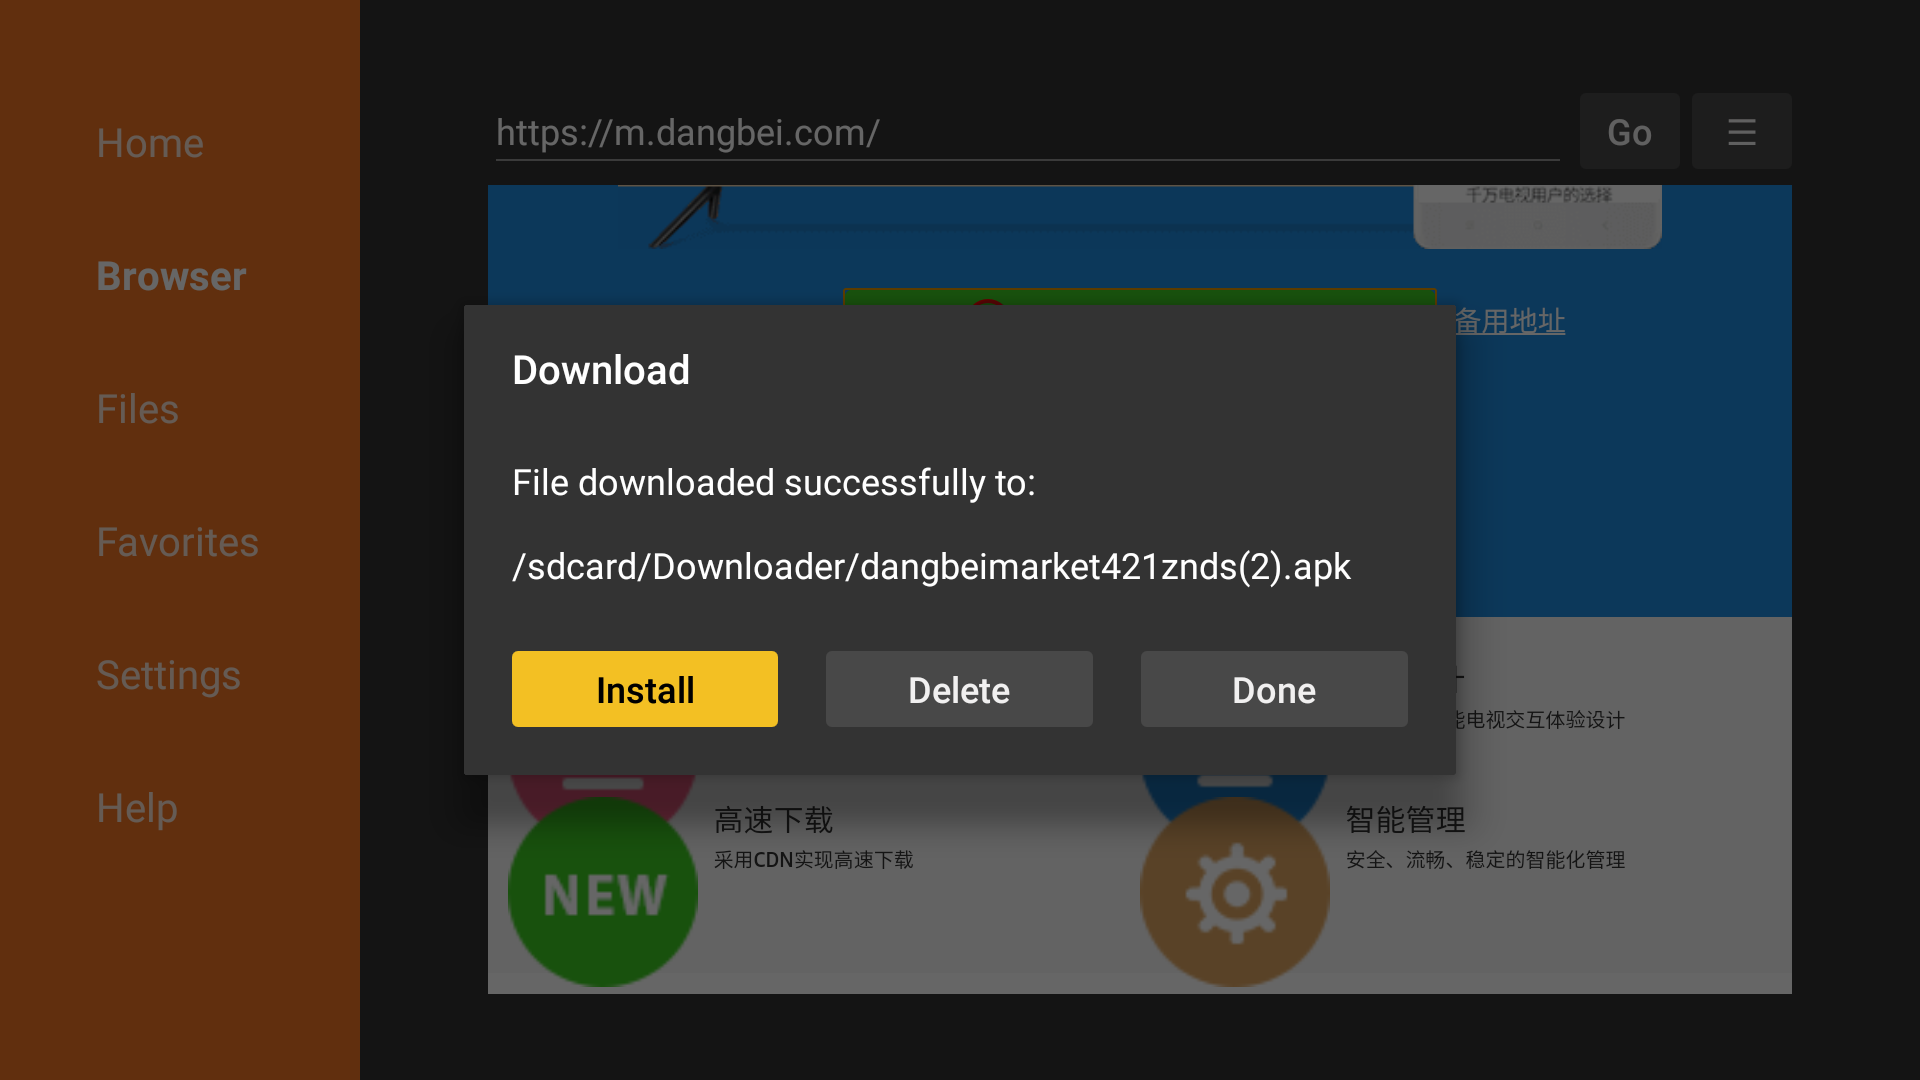 Home
Browser
Files
Favorites
Settings
Help
https://m.dangbei.com/
Go
千万电视用户的选择
备用地址
Download
File downloaded successfully to:
/sdcard/Downloader/dangbeimarket421znds(2).apk
Install
Delete
Done
能电视交互体验设计
NEW
高速下载
采用CDN实现高速下载
智能管理
安全、流畅、稳定的智能化管理